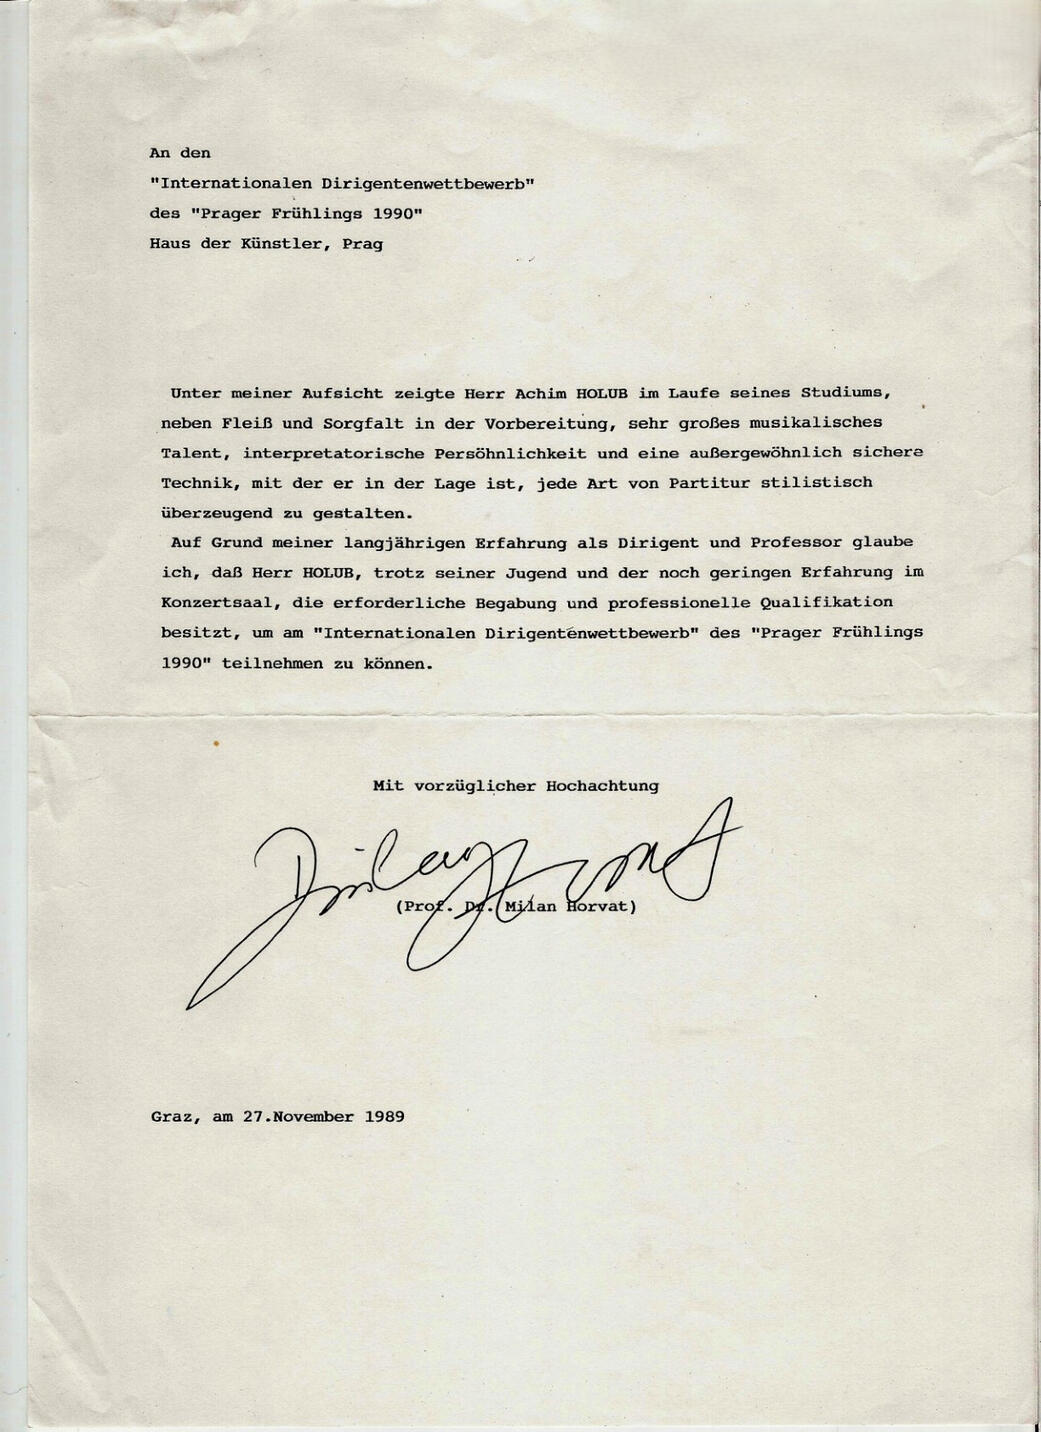 An den
"Internationalen Dirigentenwettbewerb"
des "Prager Frühlings 1990"
Haus der Künstler, Prag
Unter meiner Aufsicht zeigte Herr Achim HOLUB im Laufe seines Studiums,
neben Fleiß und Sorgfalt in der Vorbereitung, sehr großes musikalisches
Talent, interpretatorische Persöhnlichkeit und eine außergewöhnlich sichere
Technik, mit der er in der Lage ist, jede Art von Partitur stilistisch
überzeugend zu gestalten.
Auf Grund meiner langjährigen Erfahrung als Dirigent und Professor glaube
ich, daß Herr HOLUB, trotz seiner Jugend und der noch geringen Erfahrung im
Konzertsaal, die erforderliche Begabung und professionelle Qualifikation
besitzt, um am "Internationalen Dirigentenwettbewerb" des "Prager Frühlings
1990" teilnehmen zu können.
Mit vorzüglicher Hochachtung
Milan Horvat
(Prof. Dr. Milan Horvat)
Graz, am 27.November 1989